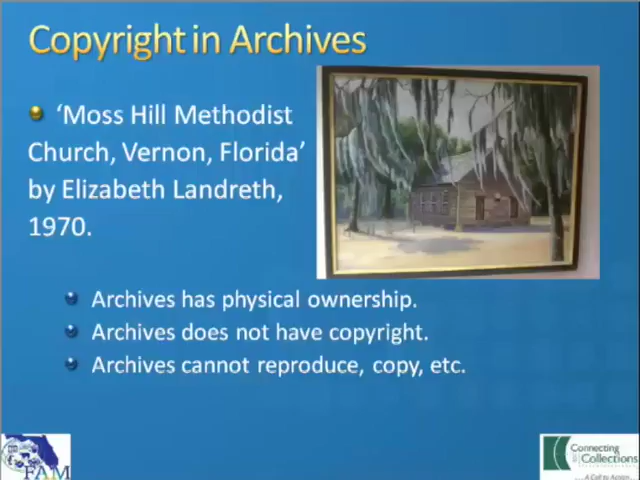 Copyright in Archives
‘Moss Hill Methodist
Church, Vernon, Florida’
by Elizabeth Landreth,
1970.
Archives has physical ownership.
Archives does not have copyright.
Archives cannot reproduce, copy, etc.
FAM
Connecting
to Collections
A Call to Action